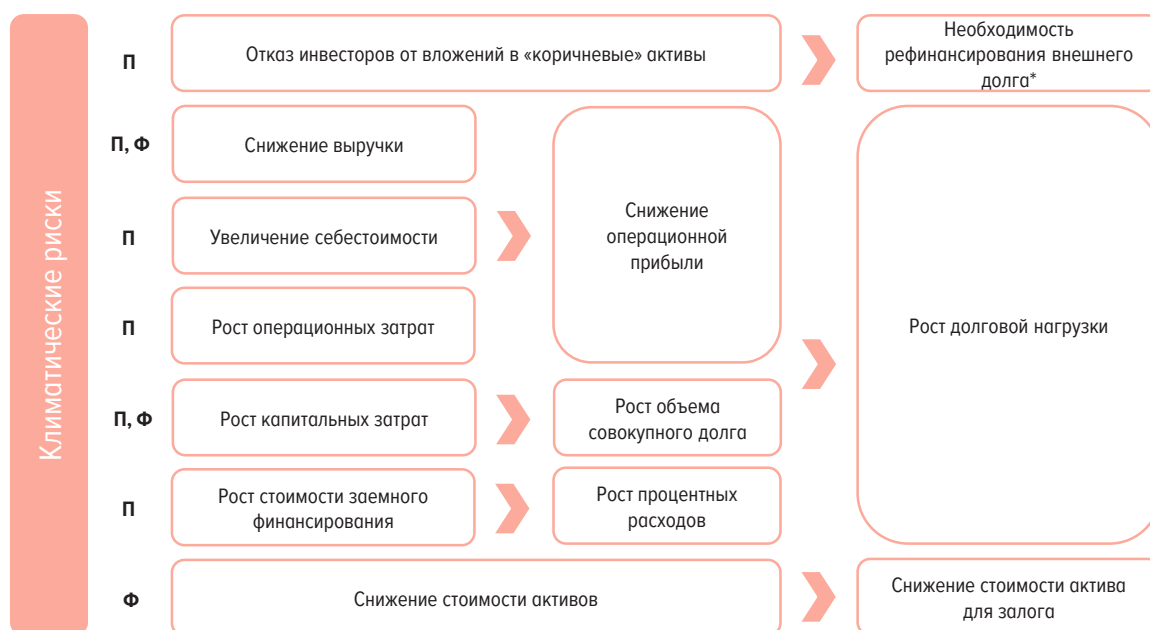 Климатические риски
П
Отказ инвесторов от вложений в «коричневые» активы
Необходимость
рефинансирования внешнего
долга*
П, Ф
Снижение выручки
П
Увеличение себестоимости
П
Рост операционных затрат
Снижение
операционной
прибыли
Рост долговой нагрузки
П, Ф
Рост капитальных затрат
Рост объема
совокупного долга
П
Рост стоимости заемного
финансирования
Рост процентных
расходов
Ф
Снижение стоимости активов
Снижение стоимости актива
для залога